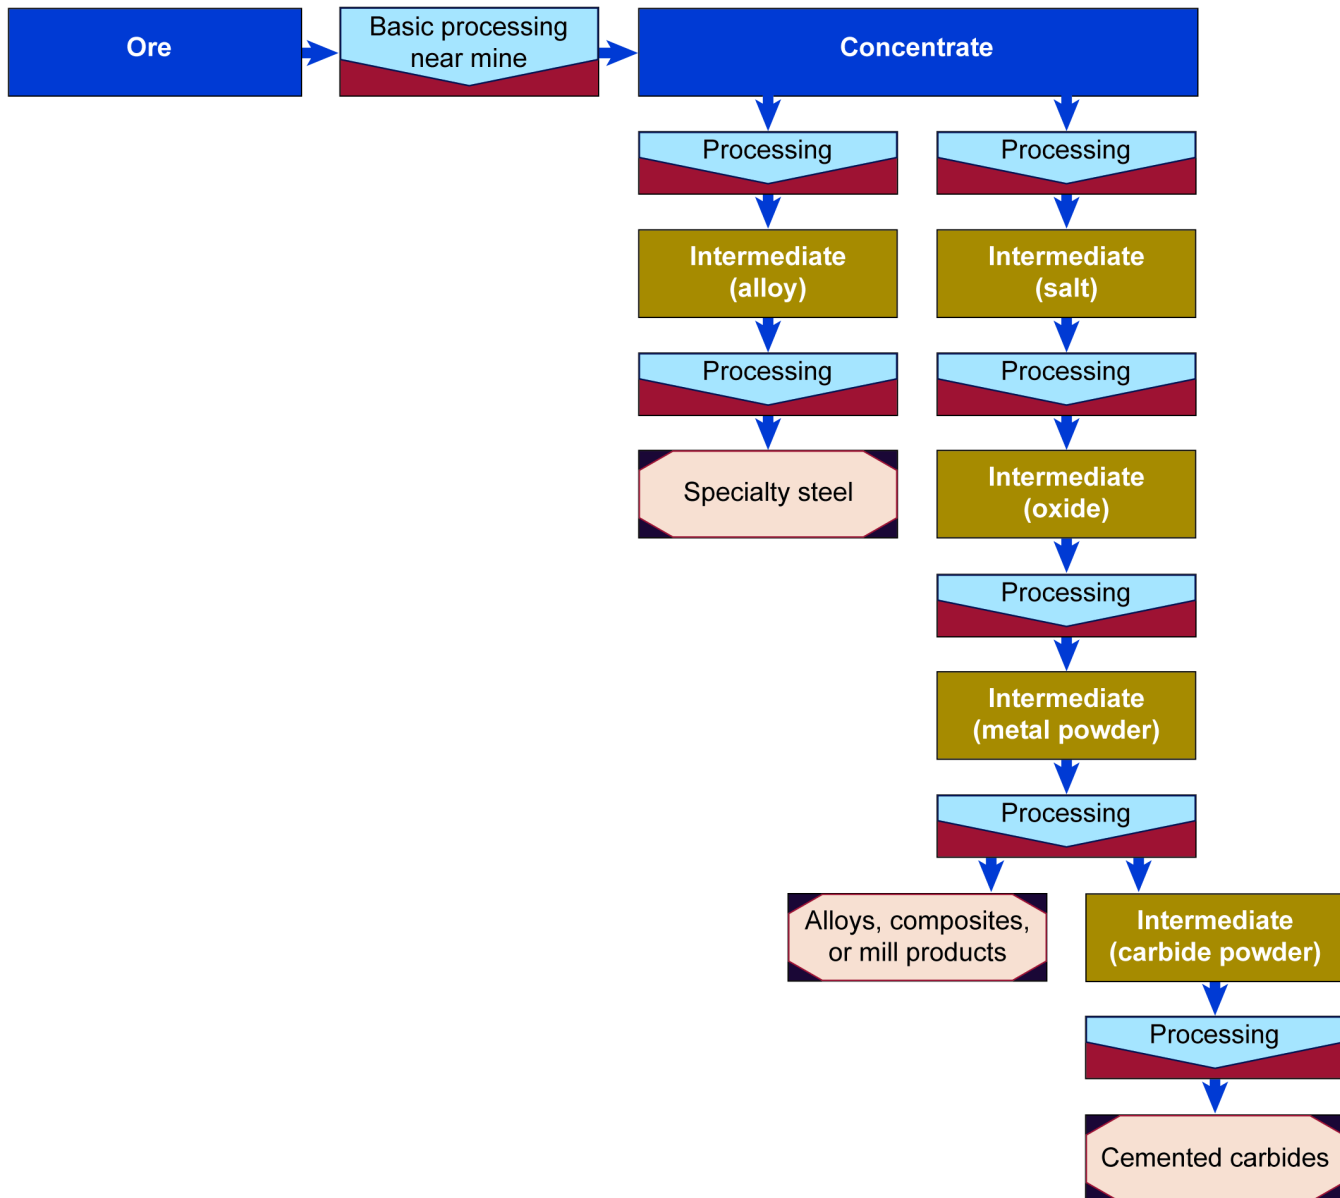 Ore
Basic processing
near mine
Concentrate
Processing
Processing
Intermediate
(alloy)
Intermediate
(salt)
Processing
Processing
Specialty steel
Intermediate
(oxide)
Processing
Intermediate
(metal powder)
Processing
Alloys, composites,
or mill products
Intermediate
(carbide powder)
Processing
Cemented carbides